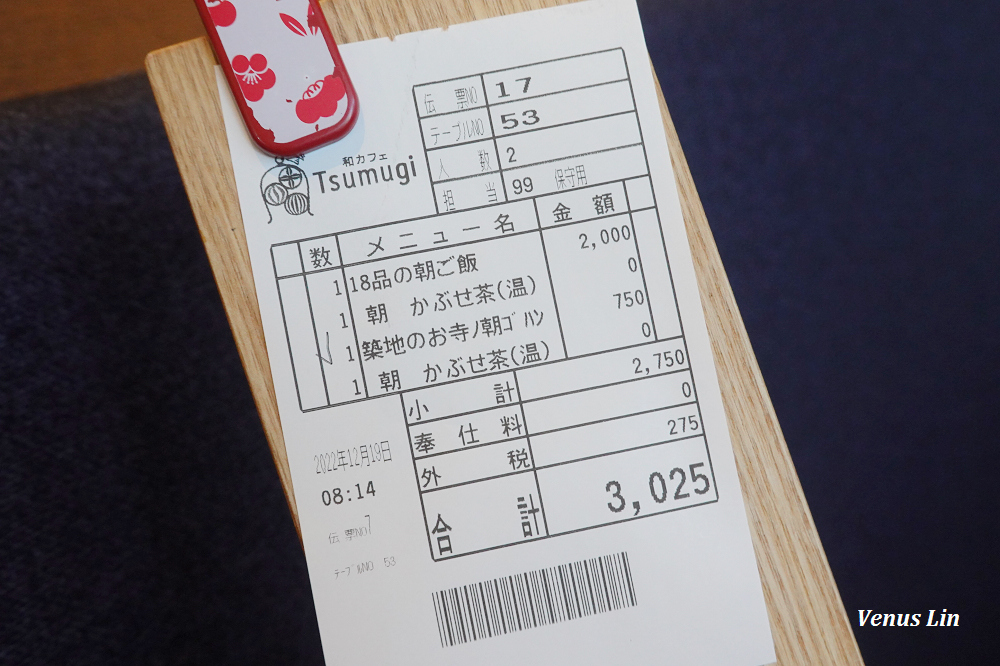 伝票NO 17
テーブルNO 53
人数 2
担当 99 保守用
和カフェ
Tsumugi
数 メニュー名 金額
1 18品の朝ご飯 2,000
1 朝 かぶせ茶(温) 0
1 築地のお寺ノ朝ｺﾞﾊﾝ 750
1 朝 かぶせ茶(温) 0
小計 2,750
奉仕料 0
外税 275
合計 3,025
2022年12月19日
08:14
伝票NO7
ﾃｰﾌﾞﾙNO 53
Venus Lin